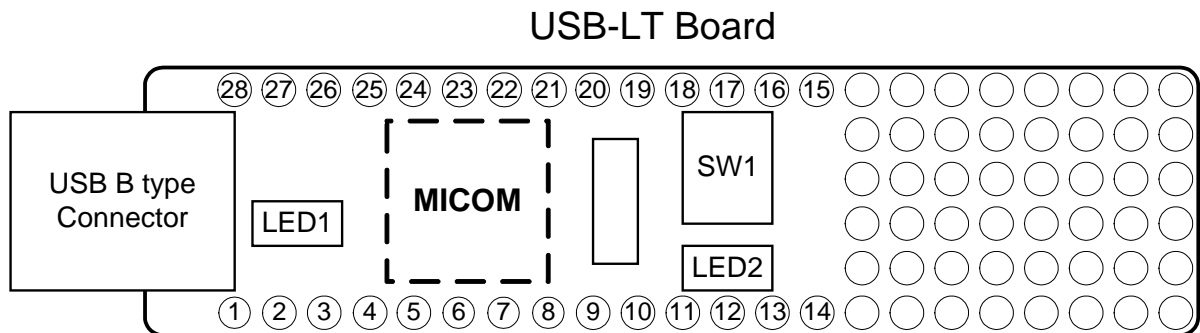 USB-LT Board
28 27 26 25 24 23 22 21 20 19 18 17 16 15
USB B type
Connector
LED1
MICOM
SW1
LED2
1 2 3 4 5 6 7 8 9 10 11 12 13 14